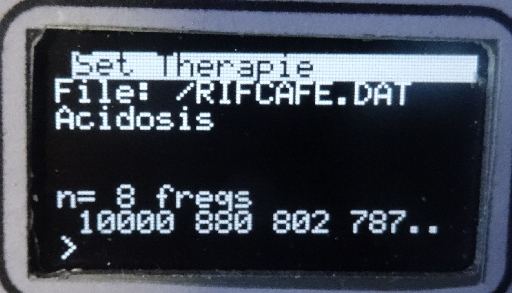 Set Therapie
File: /RIFCAFE.DAT
Acidosis
n= 8 freqs
10000 880 802 787..
>